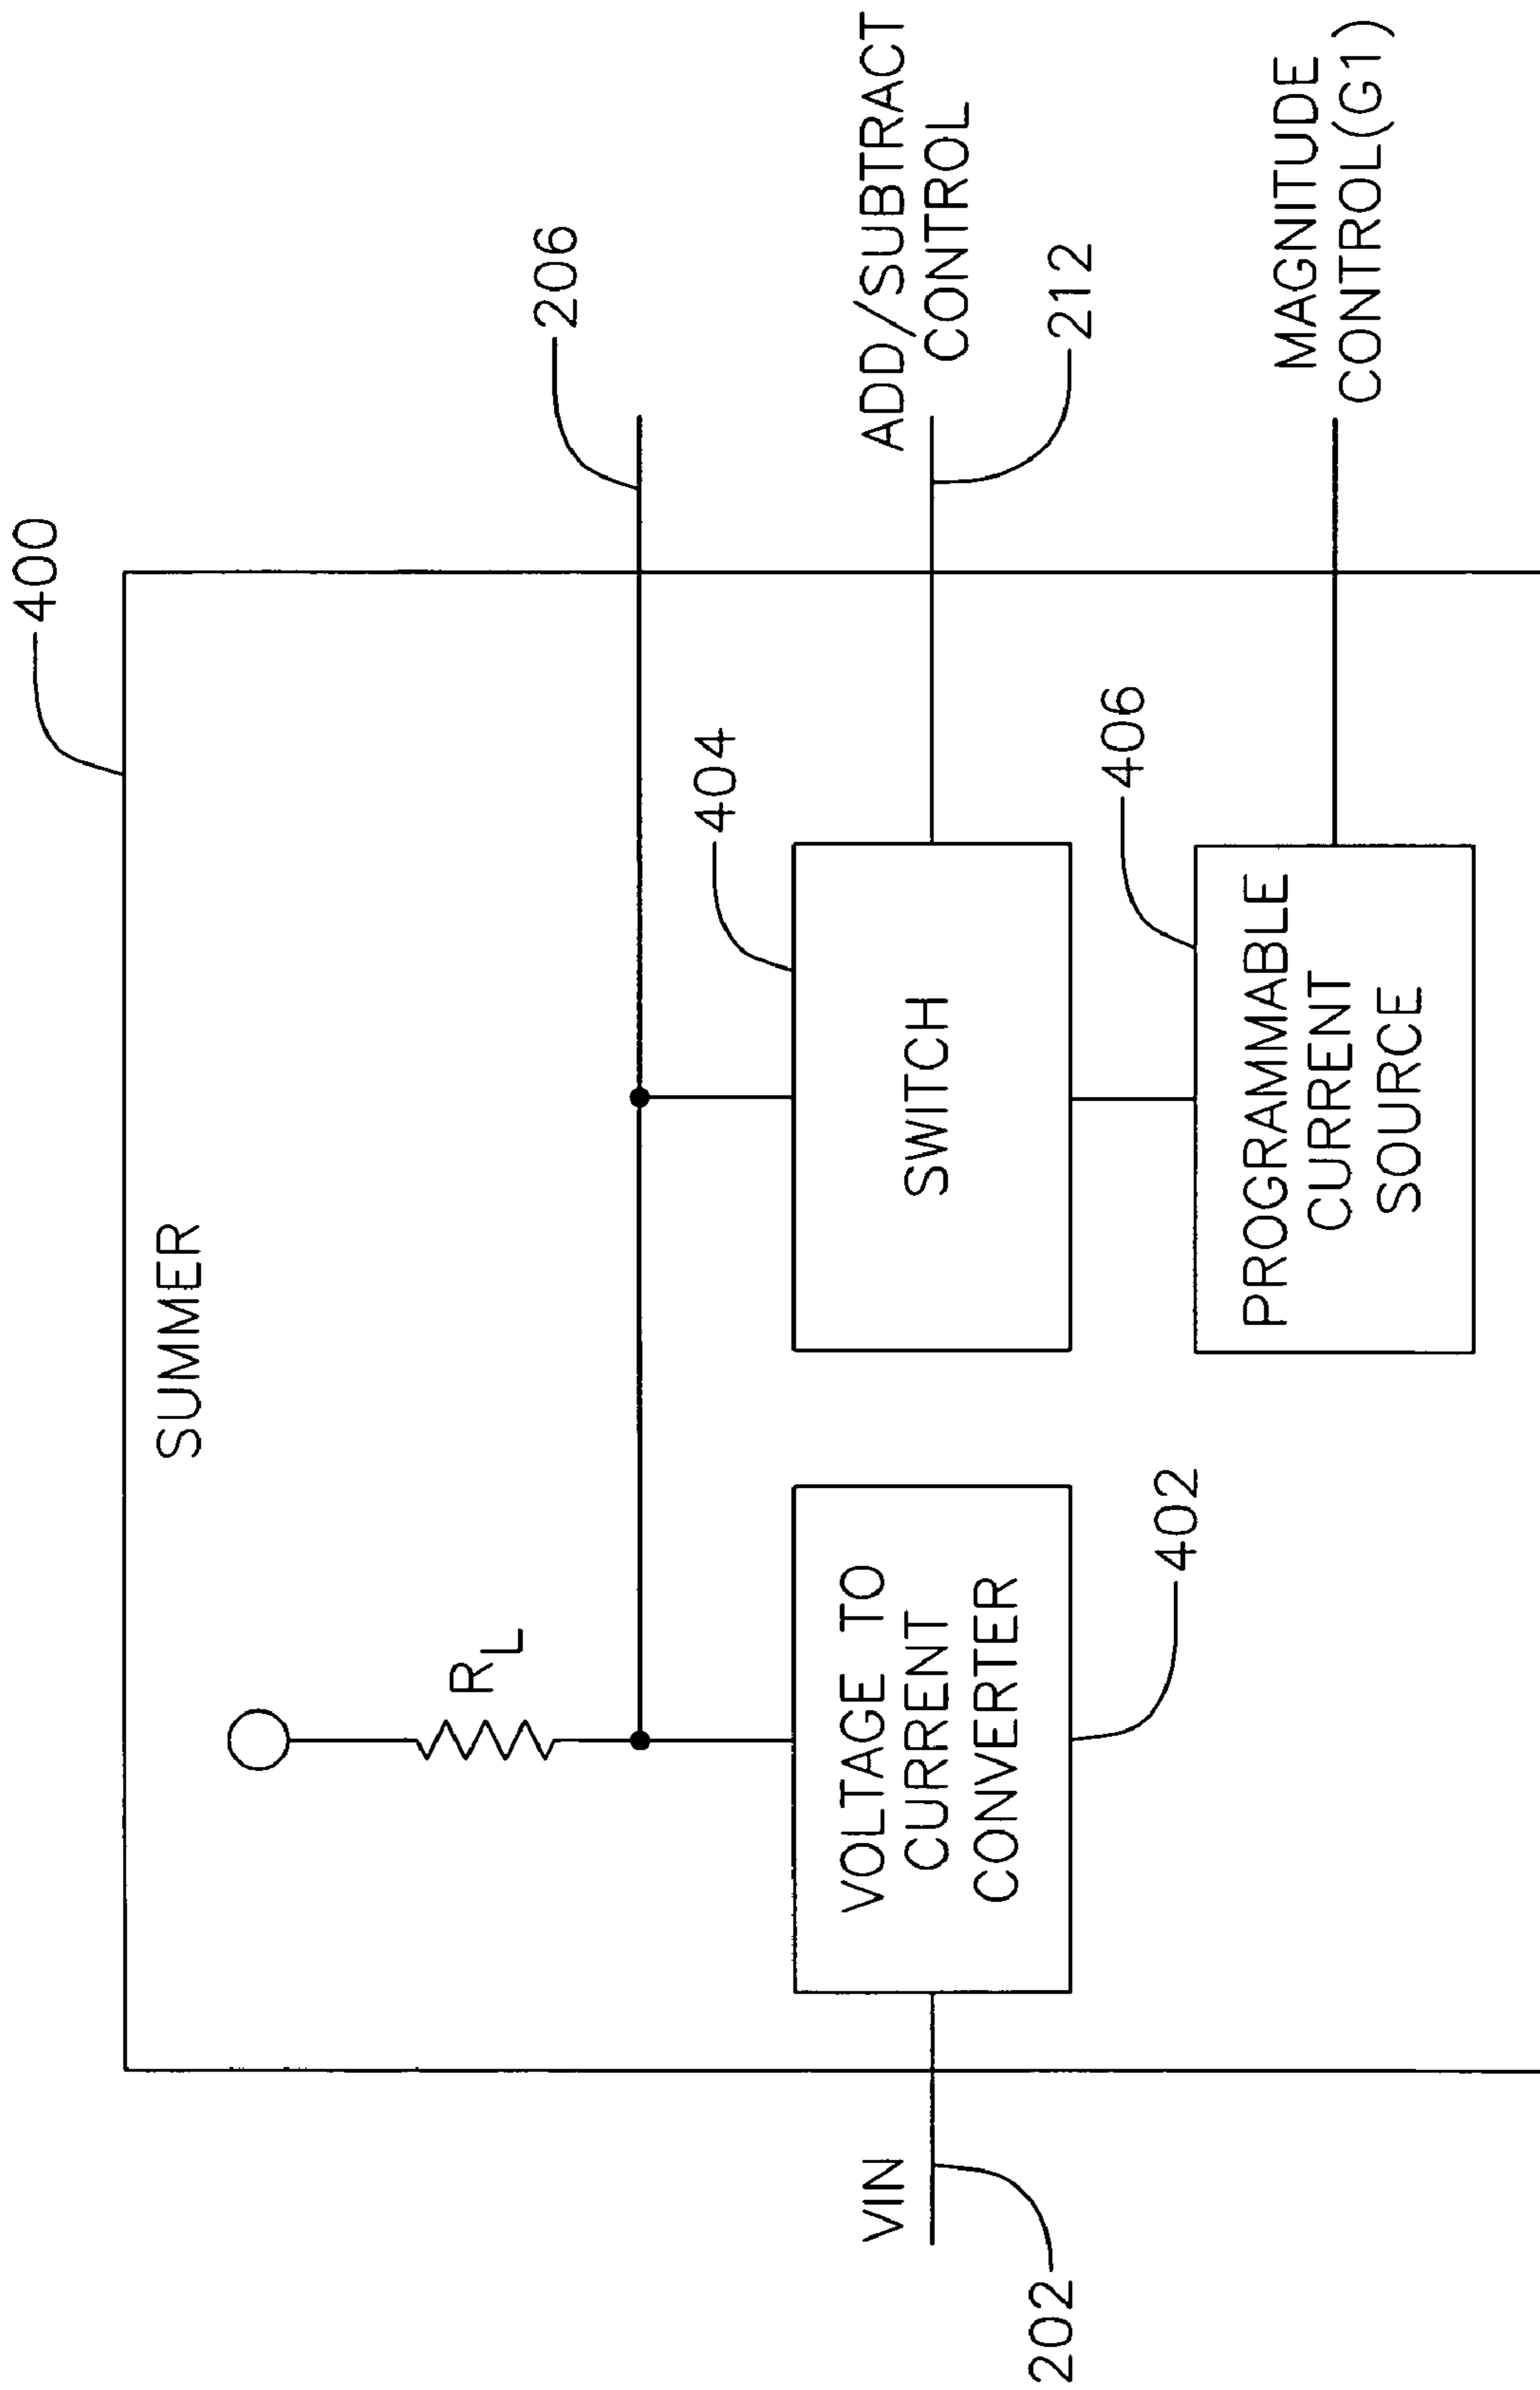 400
SUMMER
206
R_L
404
ADD/SUBTRACT
CONTROL
212
VIN
202
VOLTAGE TO
CURRENT
CONVERTER
402
SWITCH
406
PROGRAMMABLE
CURRENT
SOURCE
MAGNITUDE
CONTROL(G1)